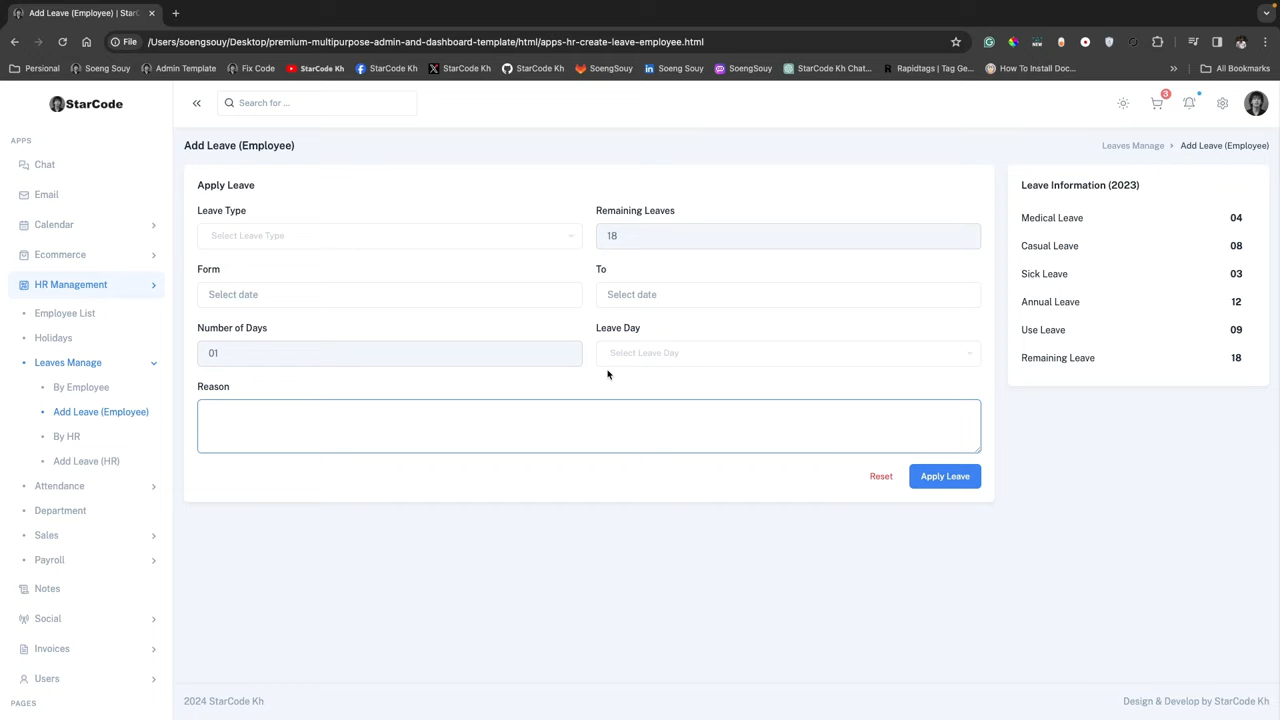 Add Leave (Employee) | Star
File
/Users/soengsouy/Desktop/premium-multipurpose-admin-and-dashboard-template/html/apps-hr-create-leave-employee.html
Personal
Soeng Souy
Admin Template
Fix Code
StarCode Kh
StarCode Kh
StarCode Kh
StarCode Kh
SoengSouy
Soeng Souy
SoengSouy
StarCode Kh Chat...
Rapidtags | Tag Ge...
How To Install Doc...
All Bookmarks
StarCode
Search for ...
3
APPS
Chat
Email
Calendar
Ecommerce
HR Management
Employee List
Holidays
Leaves Manage
By Employee
Add Leave (Employee)
By HR
Add Leave (HR)
Attendance
Department
Sales
Payroll
Notes
Social
Invoices
Users
PAGES
Add Leave (Employee)
Leaves Manage
Add Leave (Employee)
Apply Leave
Leave Type
Remaining Leaves
Select Leave Type
18
Form
To
Select date
Select date
Number of Days
Leave Day
01
Select Leave Day
Reason
Reset
Apply Leave
Leave Information (2023)
Medical Leave 04
Casual Leave 08
Sick Leave 03
Annual Leave 12
Use Leave 09
Remaining Leave 18
2024 StarCode Kh
Design & Develop by StarCode Kh